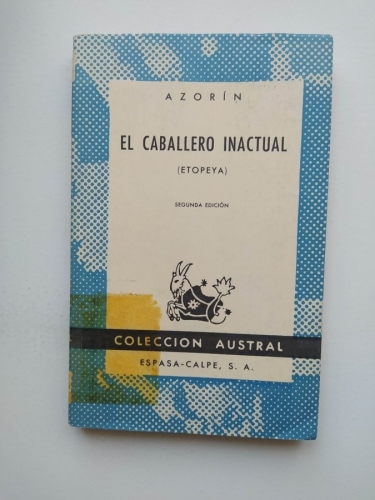 AZORÍN
EL CABALLERO INACTUAL
(ETOPEYA)
SEGUNDA EDICIÓN
COLECCION AUSTRAL
ESPASA-CALPE, S. A.